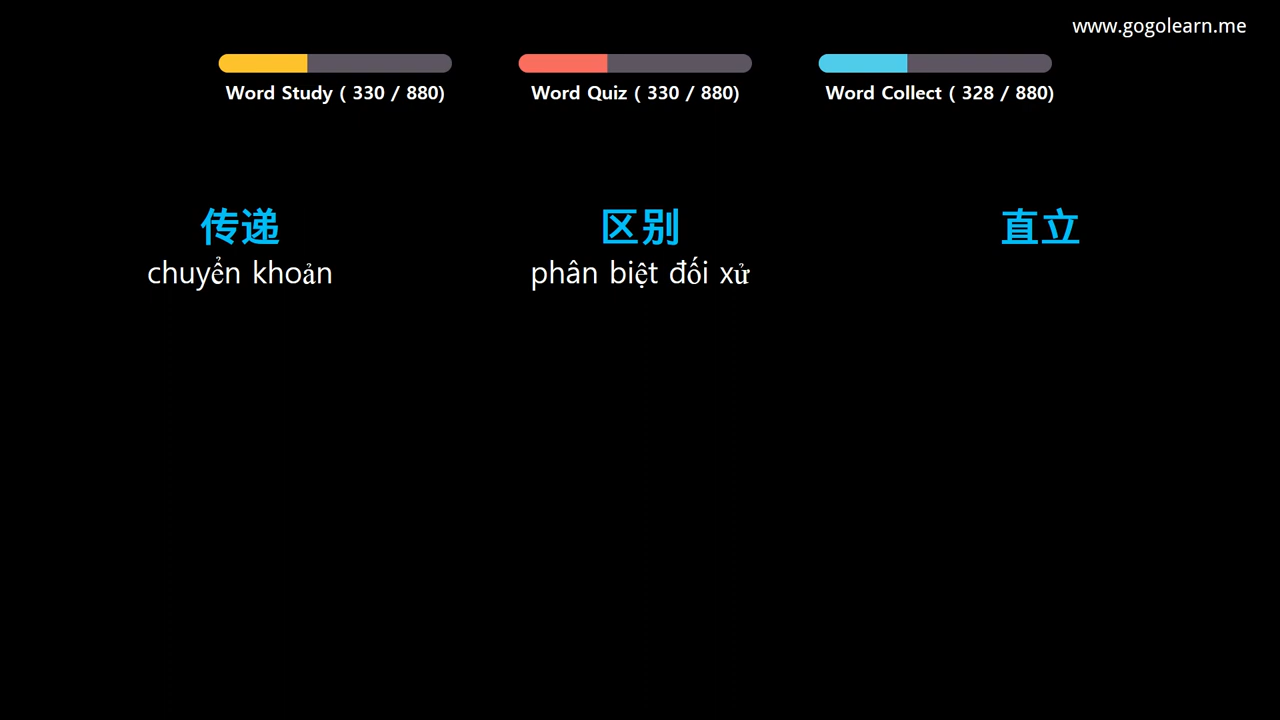 www.gogolearn.me
Word Study ( 330 / 880)
Word Quiz ( 330 / 880)
Word Collect ( 328 / 880)
传递
区别
直立
chuyển khoản
phân biệt đối xử